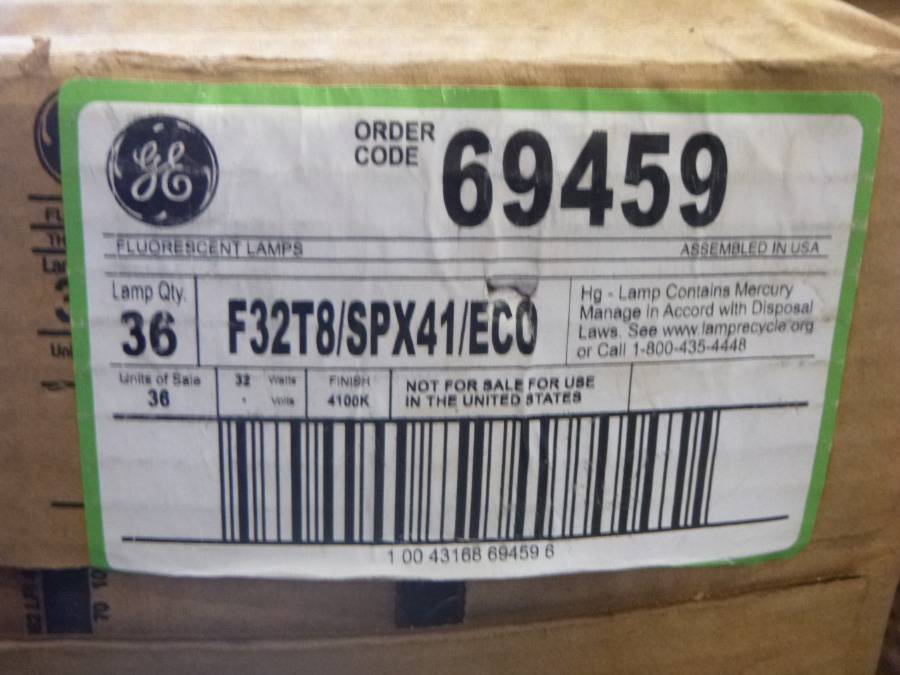 GE
ORDER
CODE
69459
FLUORESCENT LAMPS
ASSEMBLED IN USA
Lamp Qty.
36
F32T8/SPX41/ECO
Hg - Lamp Contains Mercury
Manage In Accord with Disposal
Laws. See www.lamprecycle.org
or Call 1-800-435-4448
Units of Sale
36
32 Watts
* Volts
FINISH
4100K
NOT FOR SALE FOR USE
IN THE UNITED STATES
1 00 43168 69459 6
70